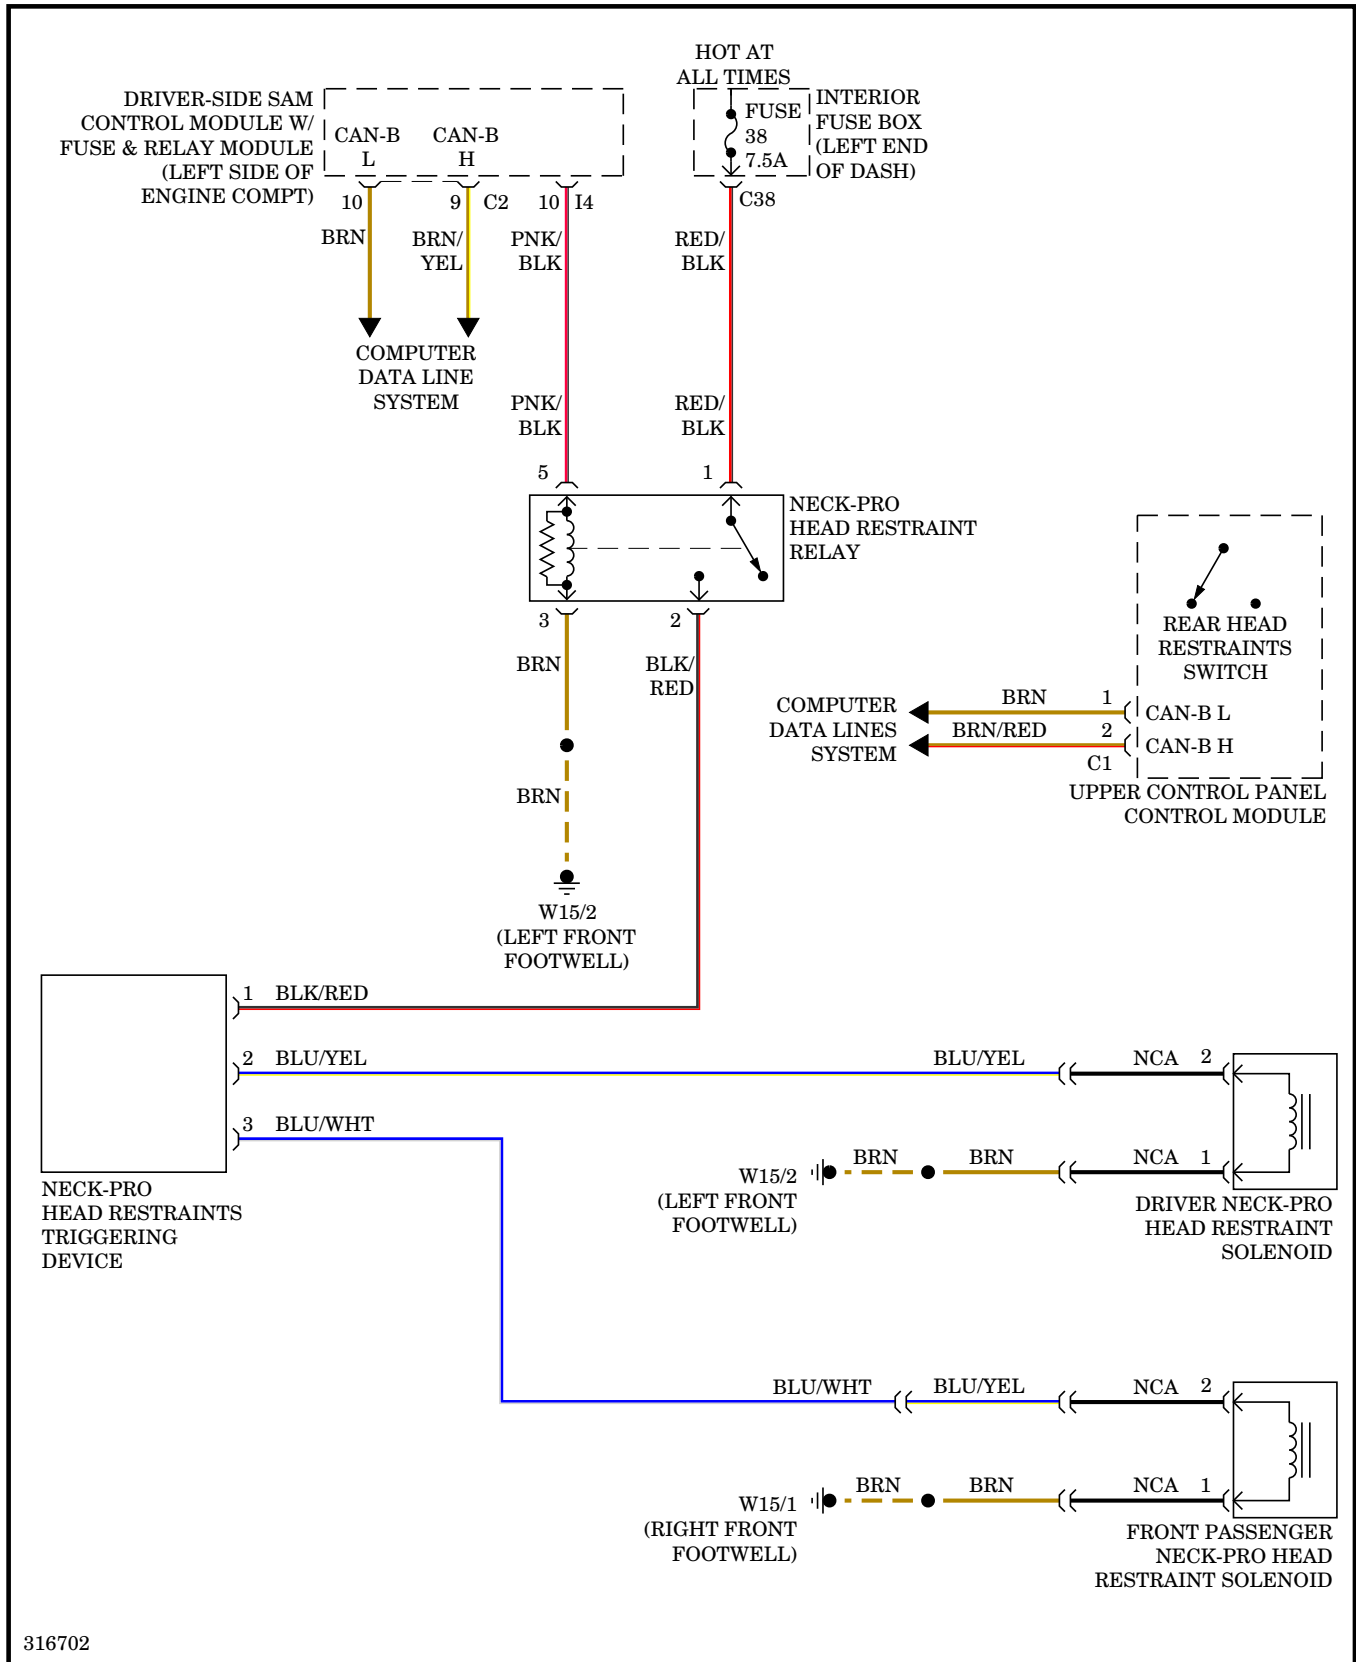 HOT AT
ALL TIMES
DRIVER-SIDE SAM
CONTROL MODULE W/
FUSE & RELAY MODULE
(LEFT SIDE OF
ENGINE COMPT)
CAN-B
L
CAN-B
H
FUSE
38
7.5A
INTERIOR
FUSE BOX
(LEFT END
OF DASH)
10
9
C2
10
I4
C38
BRN
BRN/
YEL
PNK/
BLK
RED/
BLK
COMPUTER
DATA LINE
SYSTEM
PNK/
BLK
RED/
BLK
5
1
NECK-PRO
HEAD RESTRAINT
RELAY
3
2
BRN
BLK/
RED
REAR HEAD
RESTRAINTS
SWITCH
COMPUTER
DATA LINES
SYSTEM
BRN
1
CAN-B L
BRN/RED
2
CAN-B H
C1
UPPER CONTROL PANEL
CONTROL MODULE
BRN
W15/2
(LEFT FRONT
FOOTWELL)
1
BLK/RED
2
BLU/YEL
BLU/YEL
NCA
2
3
BLU/WHT
W15/2
(LEFT FRONT
FOOTWELL)
BRN
BRN
NCA
1
NECK-PRO
HEAD RESTRAINTS
TRIGGERING
DEVICE
DRIVER NECK-PRO
HEAD RESTRAINT
SOLENOID
BLU/WHT
BLU/YEL
NCA
2
W15/1
(RIGHT FRONT
FOOTWELL)
BRN
BRN
NCA
1
FRONT PASSENGER
NECK-PRO HEAD
RESTRAINT SOLENOID
316702